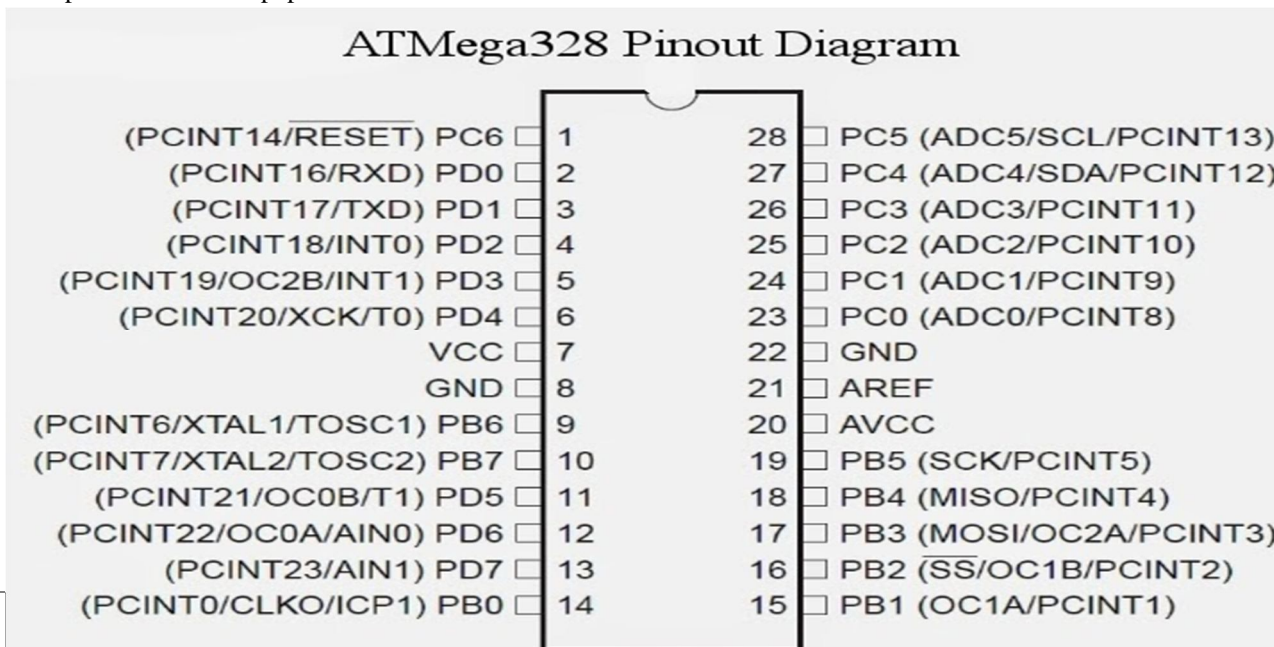 ATMega328 Pinout Diagram
(PCINT14/RESET) PC6 1 28 PC5 (ADC5/SCL/PCINT13)
(PCINT16/RXD) PD0 2 27 PC4 (ADC4/SDA/PCINT12)
(PCINT17/TXD) PD1 3 26 PC3 (ADC3/PCINT11)
(PCINT18/INT0) PD2 4 25 PC2 (ADC2/PCINT10)
(PCINT19/OC2B/INT1) PD3 5 24 PC1 (ADC1/PCINT9)
(PCINT20/XCK/T0) PD4 6 23 PC0 (ADC0/PCINT8)
VCC 7 22 GND
GND 8 21 AREF
(PCINT6/XTAL1/TOSC1) PB6 9 20 AVCC
(PCINT7/XTAL2/TOSC2) PB7 10 19 PB5 (SCK/PCINT5)
(PCINT21/OC0B/T1) PD5 11 18 PB4 (MISO/PCINT4)
(PCINT22/OC0A/AIN0) PD6 12 17 PB3 (MOSI/OC2A/PCINT3)
(PCINT23/AIN1) PD7 13 16 PB2 (SS/OC1B/PCINT2)
(PCINT0/CLKO/ICP1) PB0 14 15 PB1 (OC1A/PCINT1)